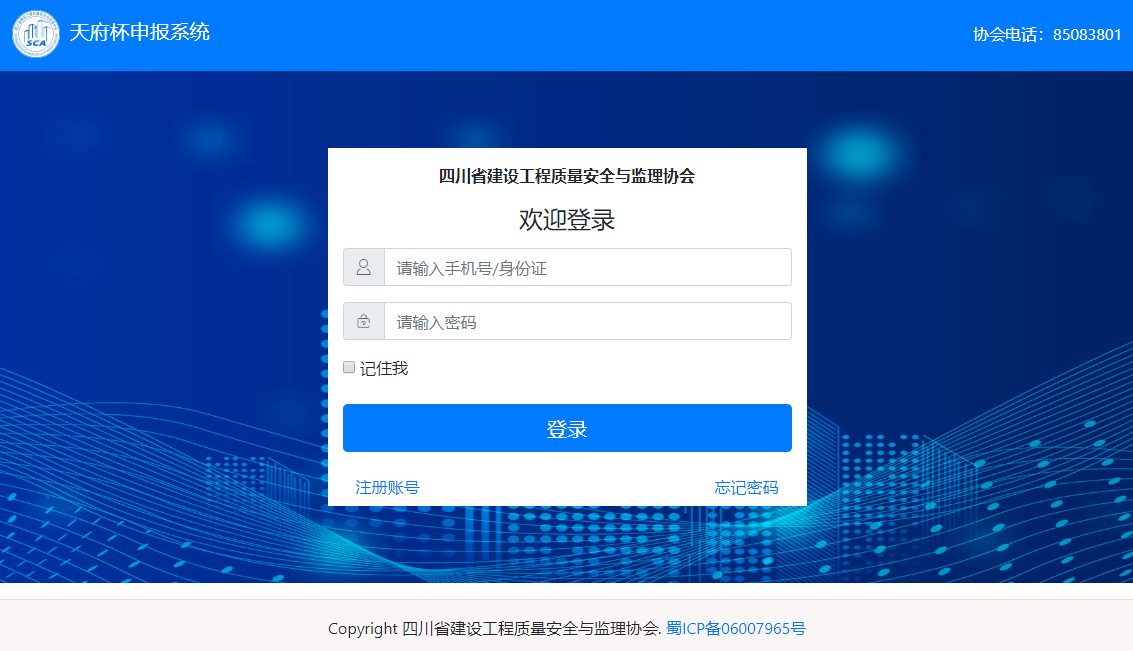 SCA
天府杯申报系统
协会电话：85083801
四川省建设工程质量安全与监理协会
欢迎登录
请输入手机号/身份证
请输入密码
记住我
登录
注册账号
忘记密码
Copyright 四川省建设工程质量安全与监理协会. 蜀ICP备06007965号